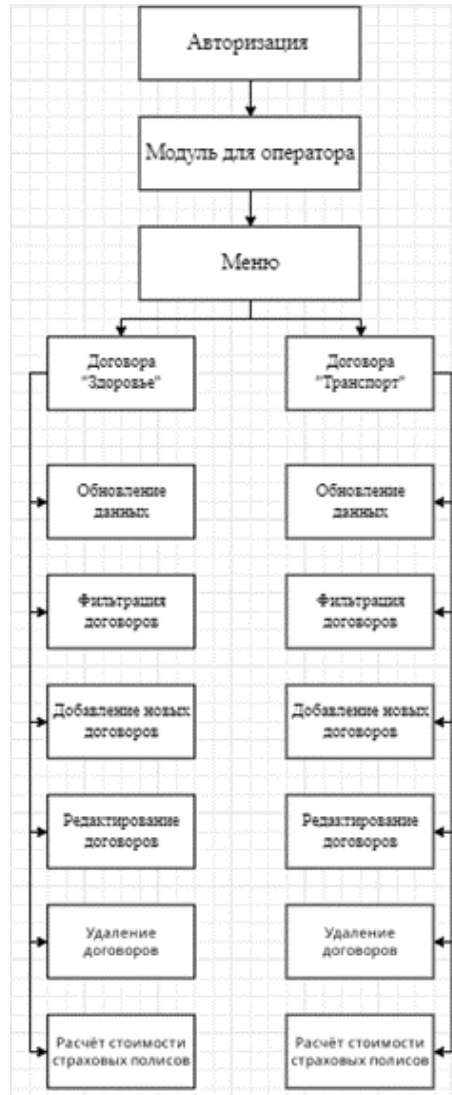 Авторизация
Модуль для оператора
Меню
Договора
"Здоровье"
Договора
"Транспорт"
Обновление
данных
Обновление
данных
Фильтрация
договоров
Фильтрация
договоров
Добавление новых
договоров
Добавление новых
договоров
Редактирование
договоров
Редактирование
договоров
Удаление
договоров
Удаление
договоров
Расчёт стоимости
страховых полисов
Расчёт стоимости
страховых полисов